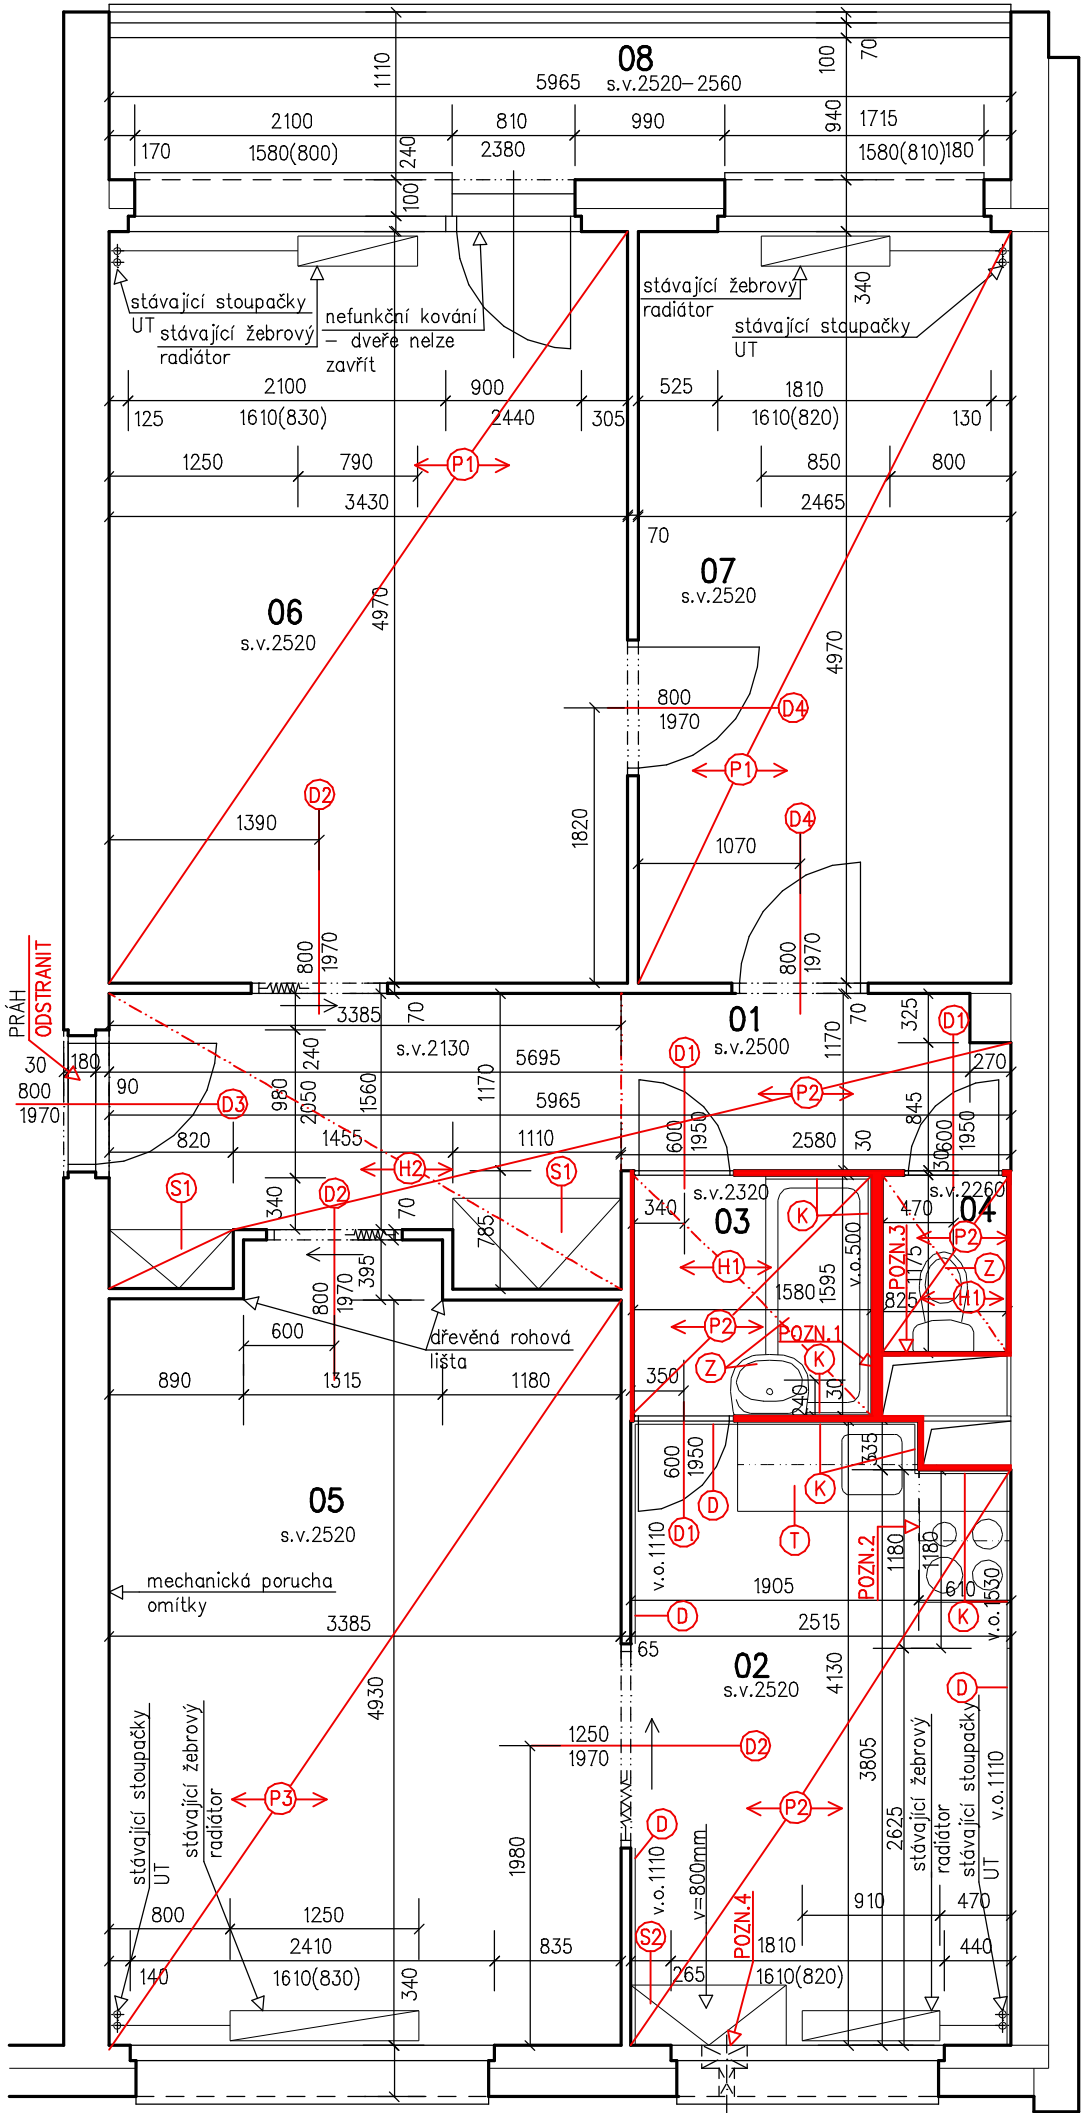 08
5965 s.v.2520-2560
1110
100
70
940
2100
810
990
1715
170
1580(800)
240
2380
1580(810)
180
100
stávající stoupačky
UT
stávající žebrový
radiátor
nefunkční kování
- dveře nelze
zavřít
stávající žebrový
radiátor
340
stávající stoupačky
UT
2100
900
525
1810
125
1610(830)
2440
305
1610(820)
130
1250
790
P1
850
800
3430
2465
70
06
s.v.2520
4970
07
s.v.2520
4970
800
1970
D4
P1
D2
1390
1820
D4
1070
800
1970
800
1970
PRÁH
ODSTRANIT
3385
70
01
s.v.2500
s.v.2130
5695
1170
70
325
D1
270
30
180
90
800
1970
D3
980
240
2050
1560
1170
5965
D1
P2
845
820
1455
1110
600
1950
2580
30
600
1950
30
S1
H2
S1
D2
340
70
785
395
s.v.2320
340
03
K
v.o.500
H1
1580
1595
P2
POZN.1
Z
K
350
240
30
s.v.2260
470
04
POZN.3
P2
1175
Z
825
H1
800
1970
600
dřevěná rohová
lišta
890
1315
1180
600
1950
D
D1
335
K
T
05
s.v.2520
v.o.1110
POZN.2
1180
1180
mechanická porucha
omítky
1905
610
v.o.1530
K
D
3385
2515
65
02
s.v.2520
4130
D
4930
1250
1970
D2
3805
stávající stoupačky
UT
stávající žebrový
radiátor
P3
P2
D
2625
stávající žebrový
radiátor
stávající stoupačky
UT
v.o.1110
1980
v.o.1110
v=800mm
POZN.4
800
1250
910
470
S2
2410
835
1810
440
140
1610(830)
340
265
1610(820)